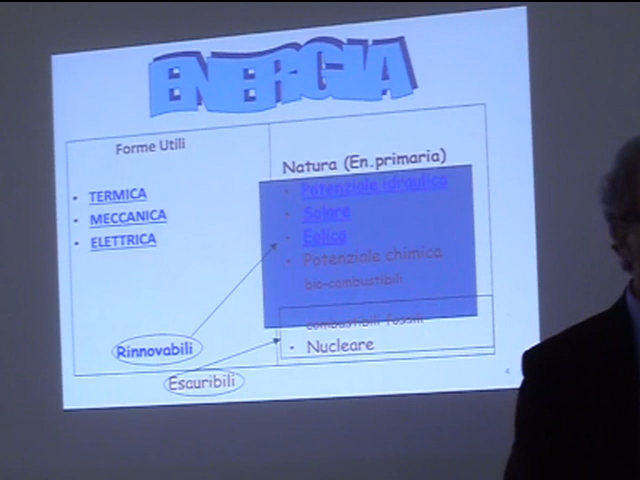 ENERGIA
Forme Utili
• TERMICA
• MECCANICA
• ELETTRICA
Natura (En.primaria)
• Potenziale idraulica
• Solare
• Eolica
• Potenziale chimica
bio-combustibili
combustibili fossili
• Nucleare
Rinnovabili
Esauribili
4